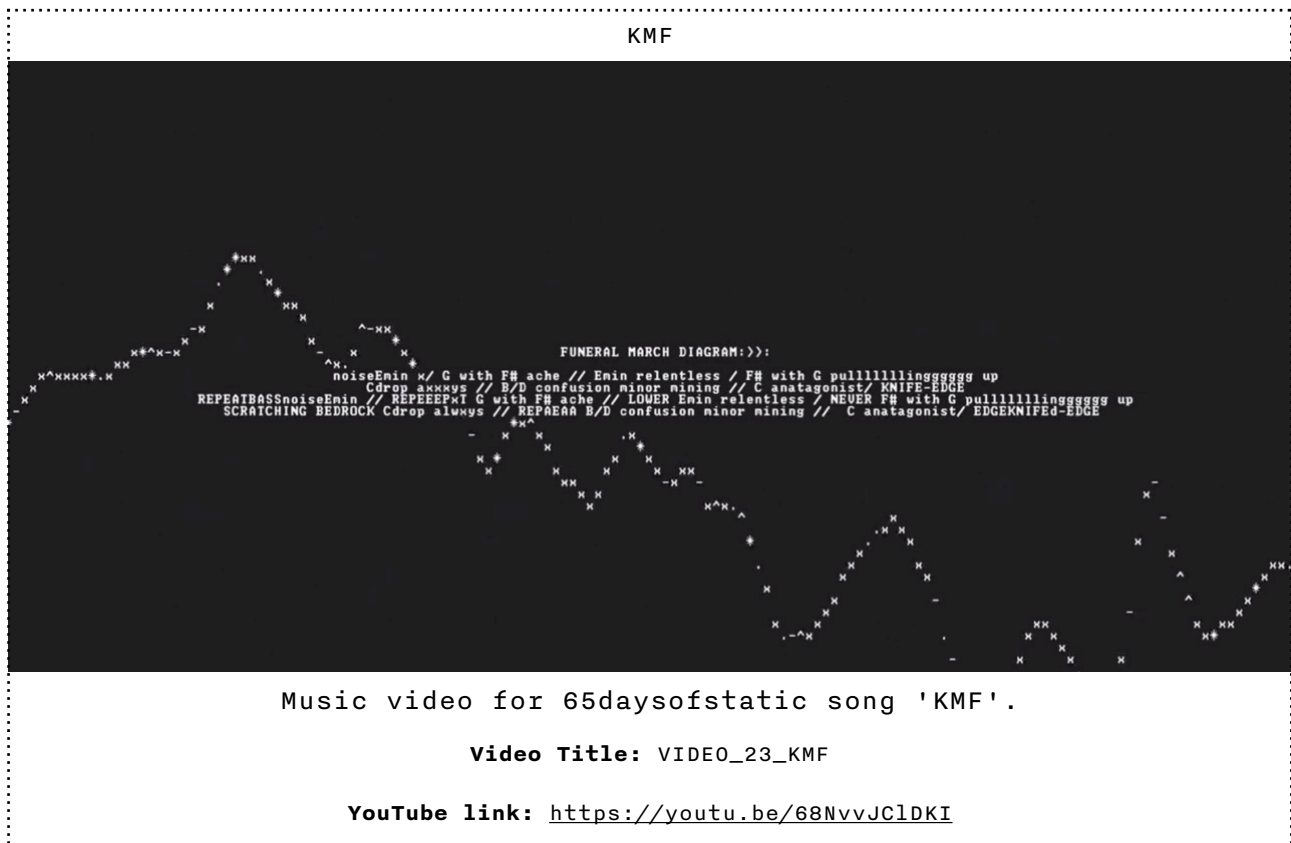 KMF
FUNERAL MARCH DIAGRAM:>>:
noiseEmin x/ G with F# ache // Emin relentless / F# with G pulllllllingggggg up
Cdrop axxxys // B/D confusion minor mining // C anatagonist/ KNIFE-EDGE
REPEATBASSnoiseEmin // REPEEEPxT G with F# ache // LOWER Emin relentless / NEVER F# with G pulllllllingggggg up
SCRATCHING BEDROCK Cdrop alwxys // REPAEAA B/D confusion minor mining //  C anatagonist/ EDGEKNIFEd-EDGE
Music video for 65daysofstatic song 'KMF'.
Video Title: VIDEO_23_KMF
YouTube link: https://youtu.be/68NvvJClDKI